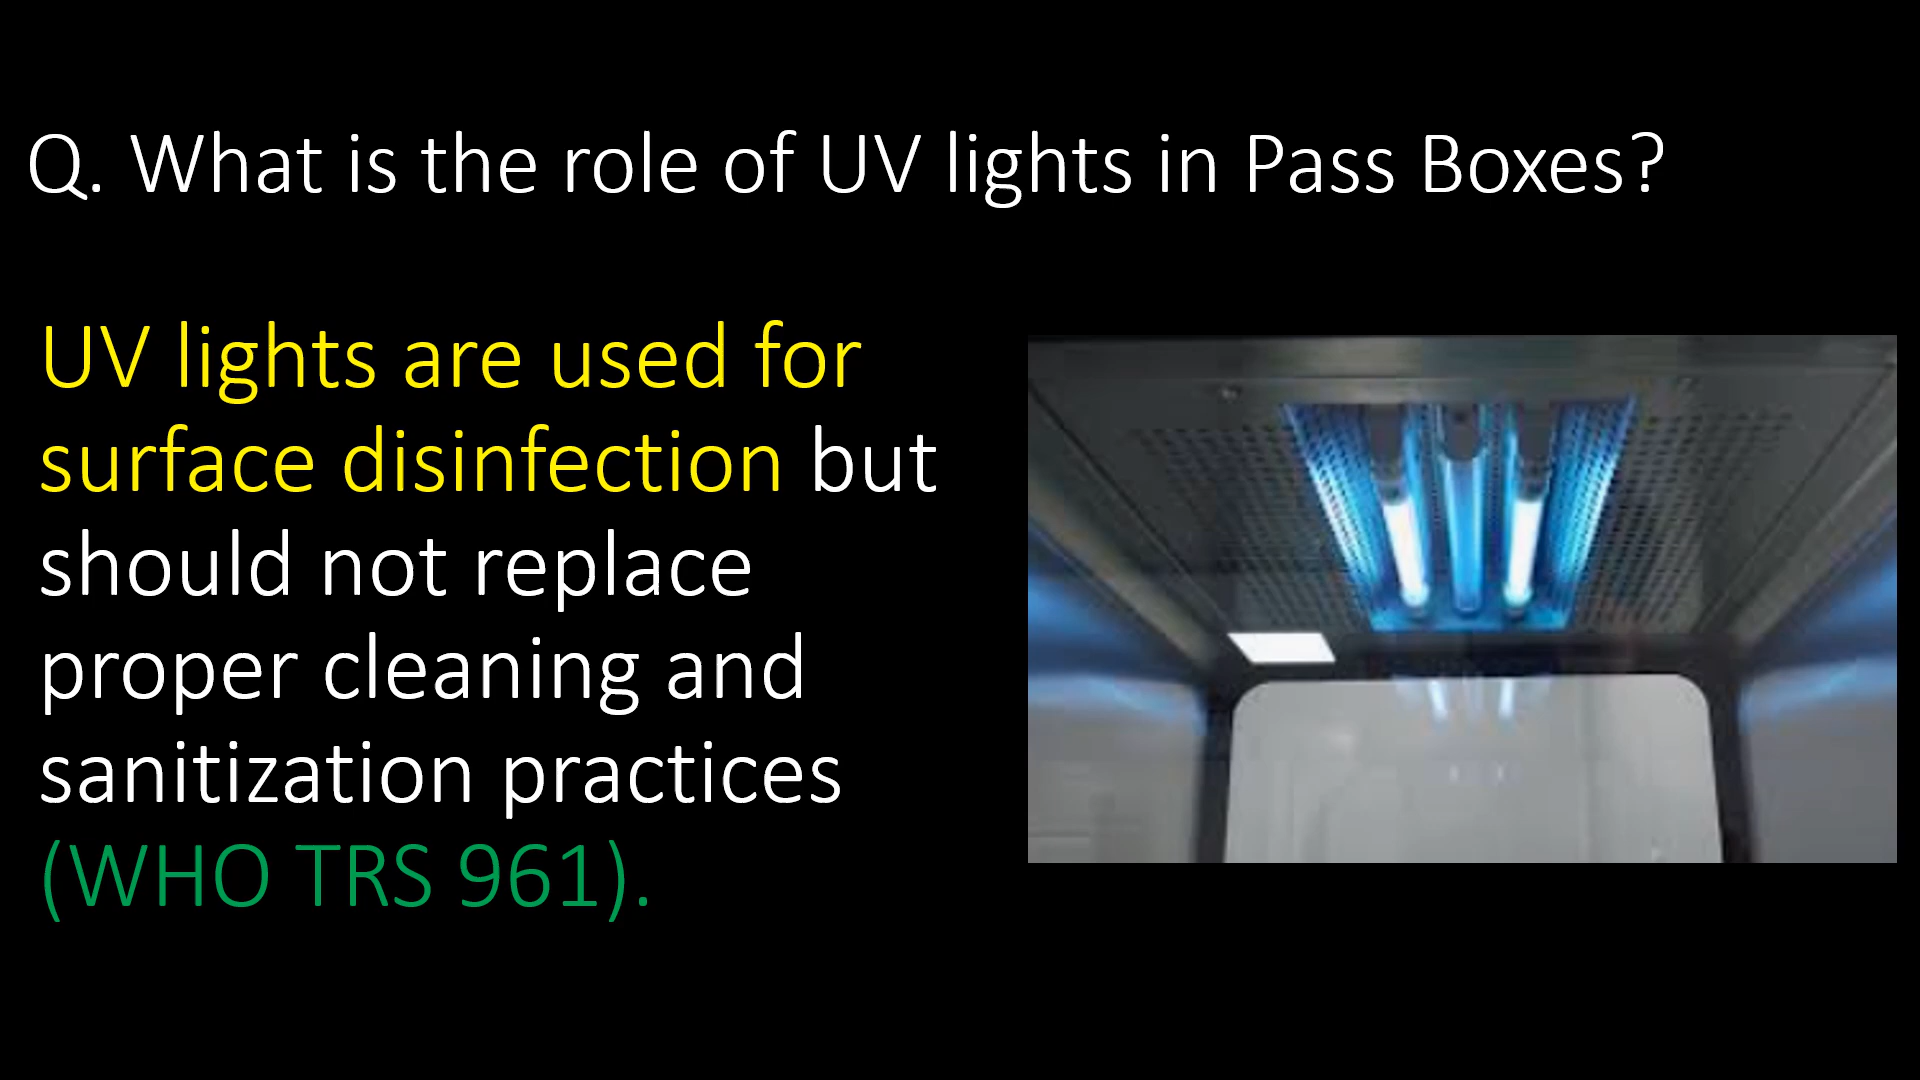 Q. What is the role of UV lights in Pass Boxes?
UV lights are used for
surface disinfection but
should not replace
proper cleaning and
sanitization practices
(WHO TRS 961).